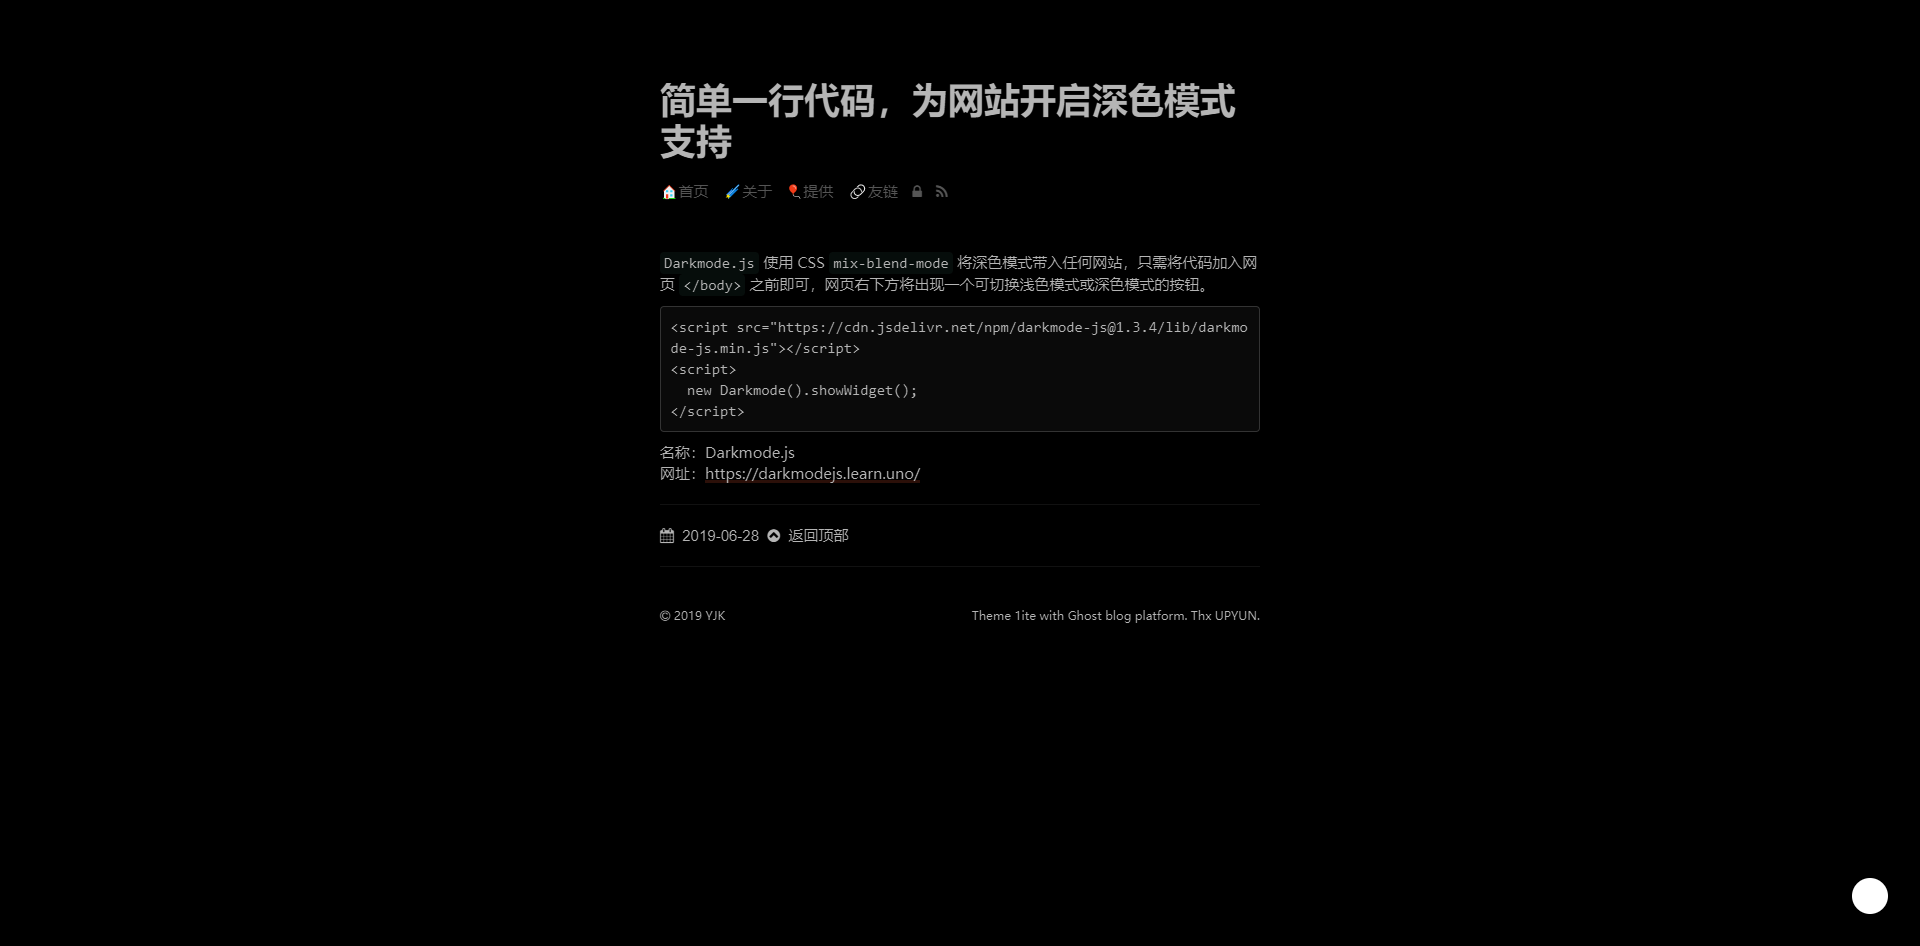 简单一行代码，为网站开启深色模式
支持
首页 关于 提供 友链
Darkmode.js 使用 CSS mix-blend-mode 将深色模式带入任何网站，只需将代码加入网
页 </body> 之前即可，网页右下方将出现一个可切换浅色模式或深色模式的按钮。
<script src="https://cdn.jsdelivr.net/npm/darkmode-js@1.3.4/lib/darkmo
de-js.min.js"></script>
<script>
  new Darkmode().showWidget();
</script>
名称：Darkmode.js
网址：https://darkmodejs.learn.uno/
2019-06-28 返回顶部
© 2019 YJK
Theme 1ite with Ghost blog platform. Thx UPYUN.